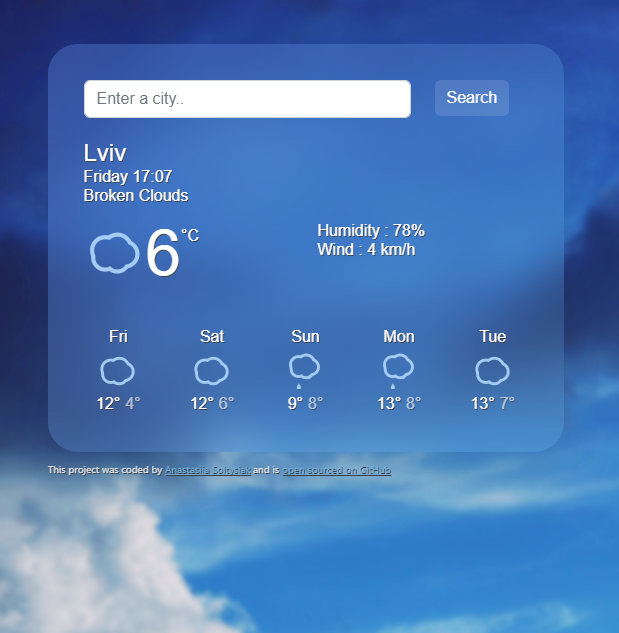 Enter a city..
Search
Lviv
Friday 17:07
Broken Clouds
6 °C
Humidity : 78%
Wind : 4 km/h
Fri Sat Sun Mon Tue
12° 4° 12° 6° 9° 8° 13° 8° 13° 7°
This project was coded by Anastasiia Soltysiak and is open sourced on GitHub